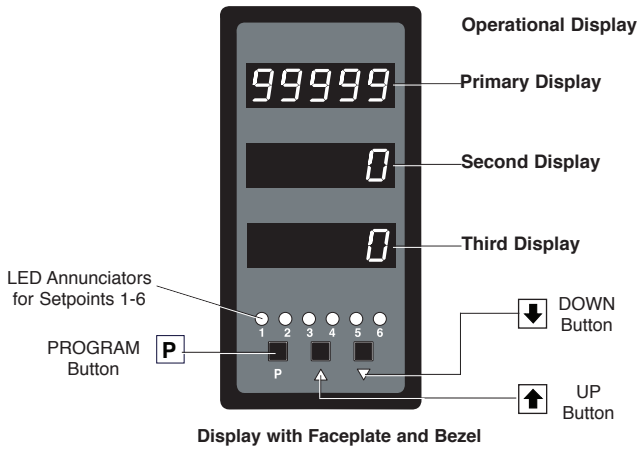 Operational Display
99999
Primary Display
0
Second Display
0
Third Display
LED Annunciators
for Setpoints 1-6
1 2 3 4 5 6
PROGRAM
Button
P
P
DOWN
Button
UP
Button
Display with Faceplate and Bezel